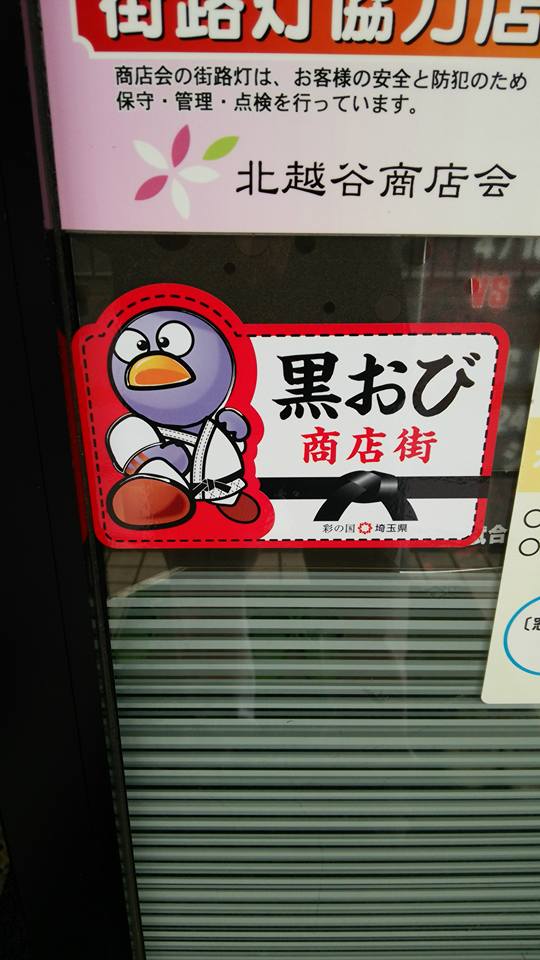 街路灯協力店
商店会の街路灯は、お客様の安全と防犯のため
保守・管理・点検を行っています。
北越谷商店会
VS
黒おび
商店街
彩の国 埼玉県
試合